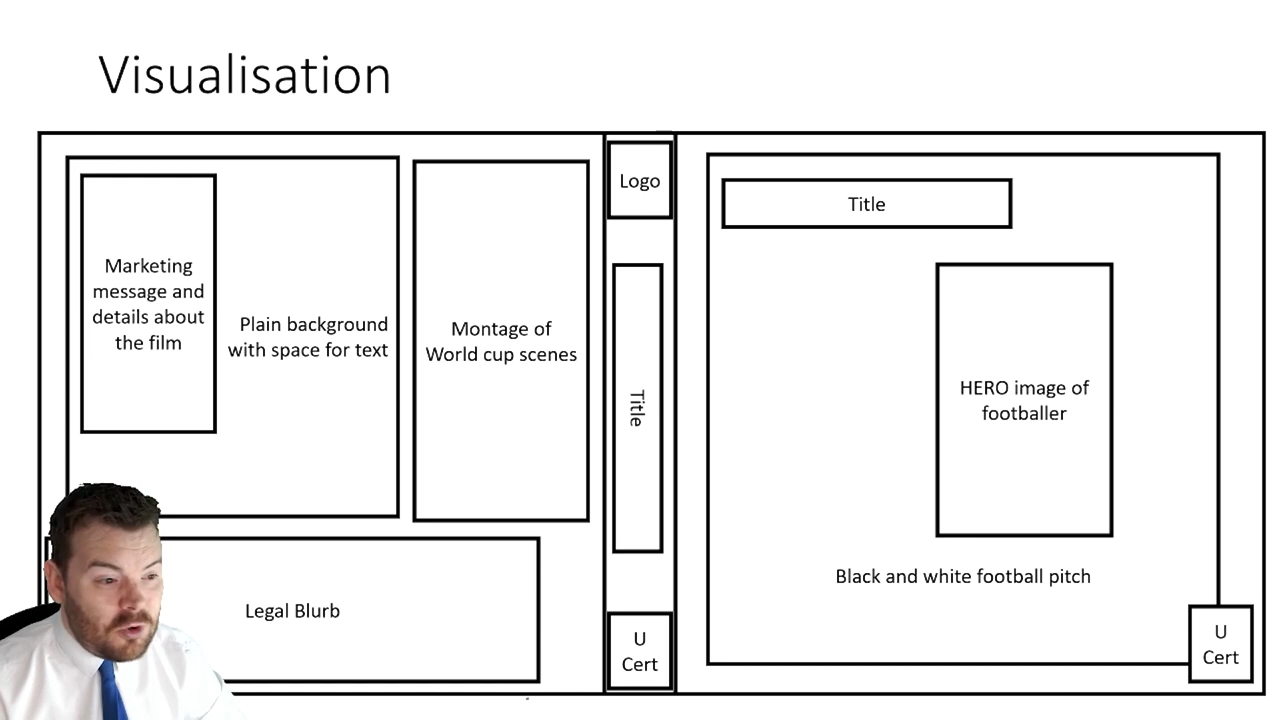 Visualisation
Marketing
message and
details about
the film
Plain background
with space for text
Montage of
World cup scenes
Legal Blurb
Logo
Title
U
Cert
Title
HERO image of
footballer
Black and white football pitch
U
Cert